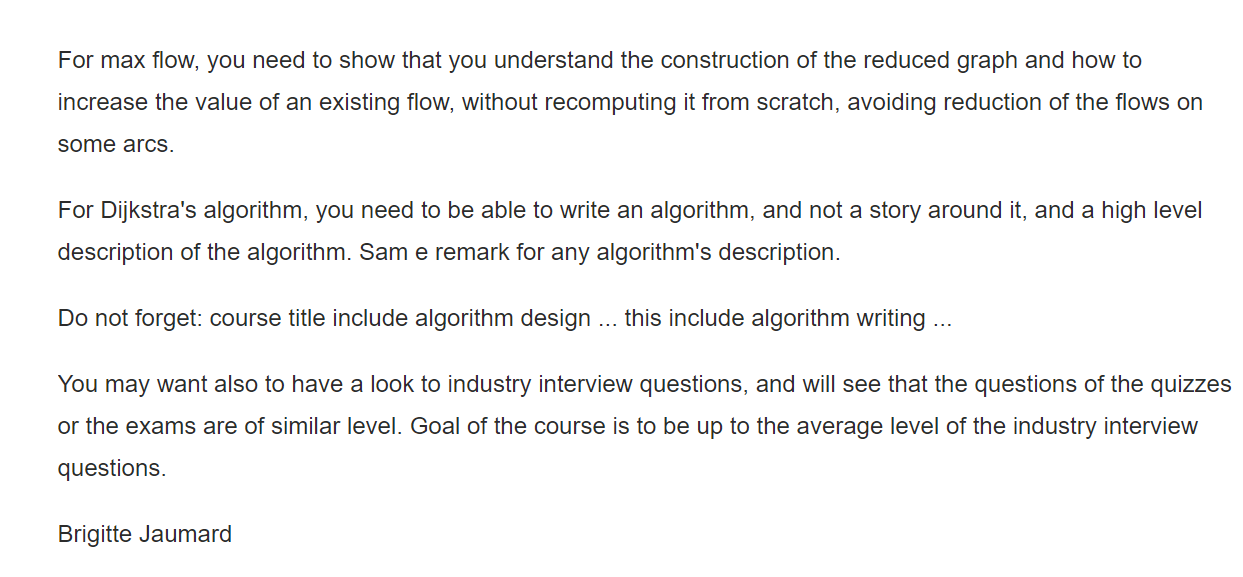 For max flow, you need to show that you understand the construction of the reduced graph and how to
increase the value of an existing flow, without recomputing it from scratch, avoiding reduction of the flows on
some arcs.
For Dijkstra's algorithm, you need to be able to write an algorithm, and not a story around it, and a high level
description of the algorithm. Sam e remark for any algorithm's description.
Do not forget: course title include algorithm design ... this include algorithm writing ...
You may want also to have a look to industry interview questions, and will see that the questions of the quizzes
or the exams are of similar level. Goal of the course is to be up to the average level of the industry interview
questions.
Brigitte Jaumard